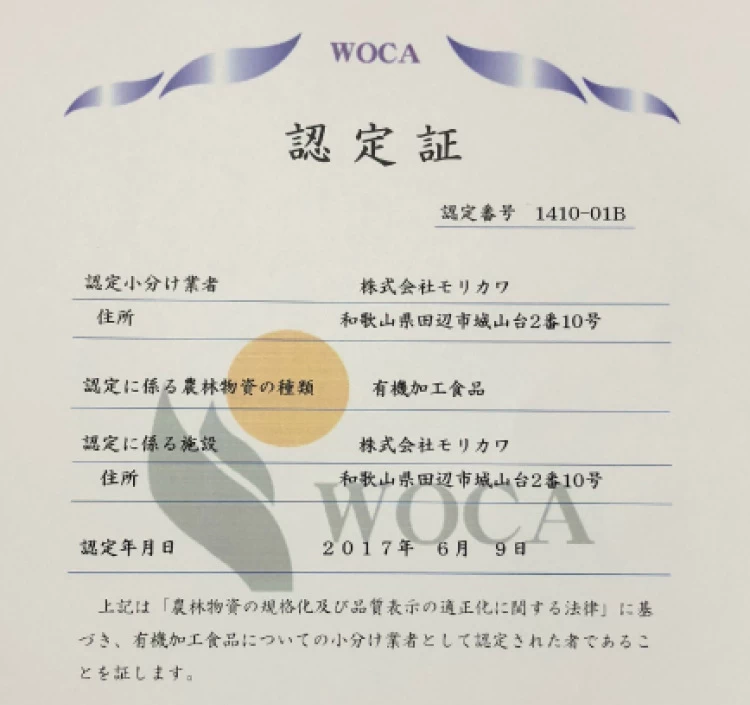 WOCA
認定証
認定番号 1410-01B
認定小分け業者 株式会社モリカワ
住所 和歌山県田辺市城山台2番10号
認定に係る農林物資の種類 有機加工食品
認定に係る施設 株式会社モリカワ
住所 和歌山県田辺市城山台2番10号
WOCA
認定年月日 2017年 6月 9日
上記は「農林物資の規格化及び品質表示の適正化に関する法律」に基
づき、有機加工食品についての小分け業者として認定された者であるこ
とを証します。